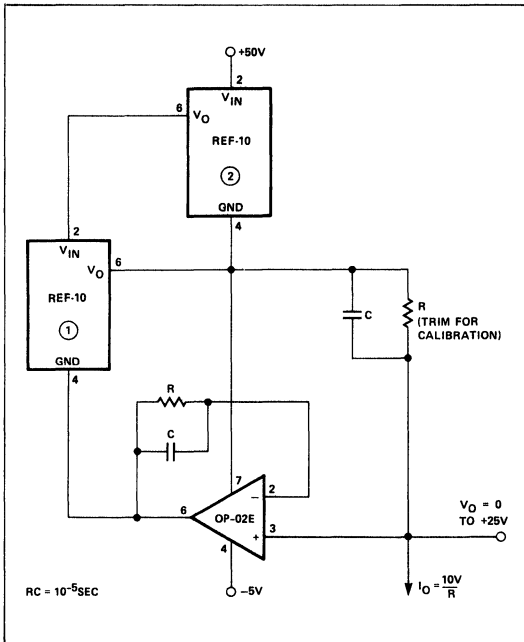 +50V
2
VIN
6
VO
REF-10
2
GND
4
2
VIN
VO
6
REF-10
1
GND
4
C
R
(TRIM FOR
CALIBRATION)
R
C
7
2
−
6
OP-02E
3
+
4
−5V
VO = 0
TO +25V
IO = 10V
R
RC = 10-5SEC